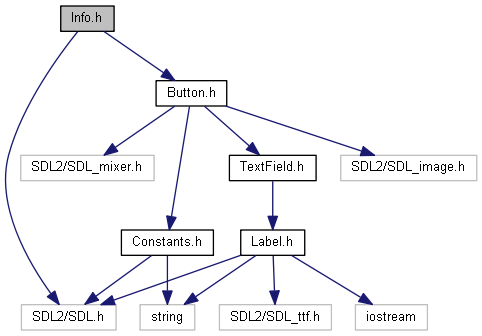 Info.h
Button.h
SDL2/SDL_mixer.h
TextField.h
SDL2/SDL_image.h
Constants.h
Label.h
SDL2/SDL.h
string
SDL2/SDL_ttf.h
iostream